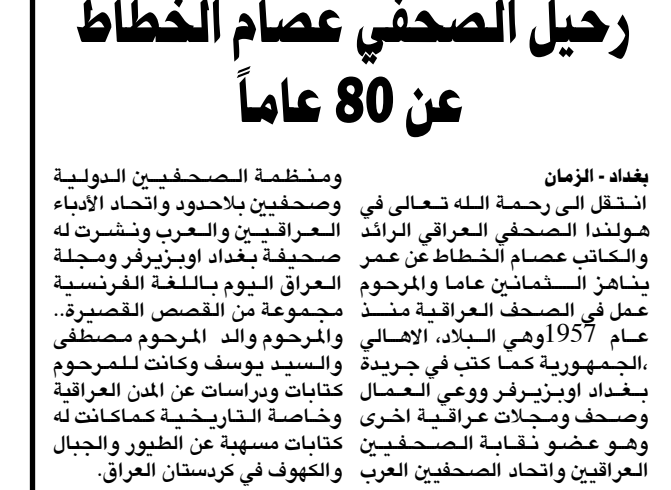 رحيل الصحفي عصام الخطاط
عن 80 عاماً
بغداد - الزمان
انتقل الى رحمة الله تعالى في
هولندا الصحفي العراقي الرائد
والكاتب عصام الخطاط عن عمر
يناهز الثمانين عاما والمرحوم
عمل في الصحف العراقية منذ
عام 1957وهي البلاد، الاهالي
،الجمهورية كما كتب في جريدة
بغداد اوبزيرفر ووعي العمال
وصحف ومجلات عراقية اخرى
وهو عضو نقابة الصحفيين
العراقيين واتحاد الصحفيين العرب
ومنظمة الصحفيين الدولية
وصحفيين بلاحدود واتحاد الأدباء
العراقيين والعرب ونشرت له
صحيفة بغداد اوبزيرفر ومجلة
العراق اليوم باللغة الفرنسية
مجموعة من القصص القصيرة..
والمرحوم والد المرحوم مصطفى
والسيد يوسف وكانت للمرحوم
كتابات ودراسات عن المدن العراقية
وخاصة التاريخية كماكانت له
كتابات مسهبة عن الطيور والجبال
والكهوف في كردستان العراق.